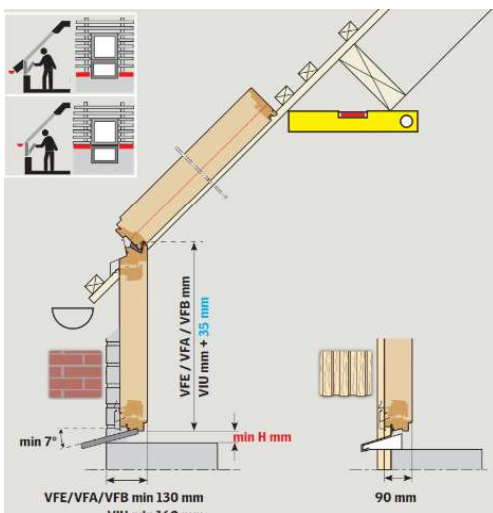 VFE / VFA / VFB mm
VIU mm + 35 mm
min 7°
min H mm
VFE/VFA/VFB min 130 mm
90 mm